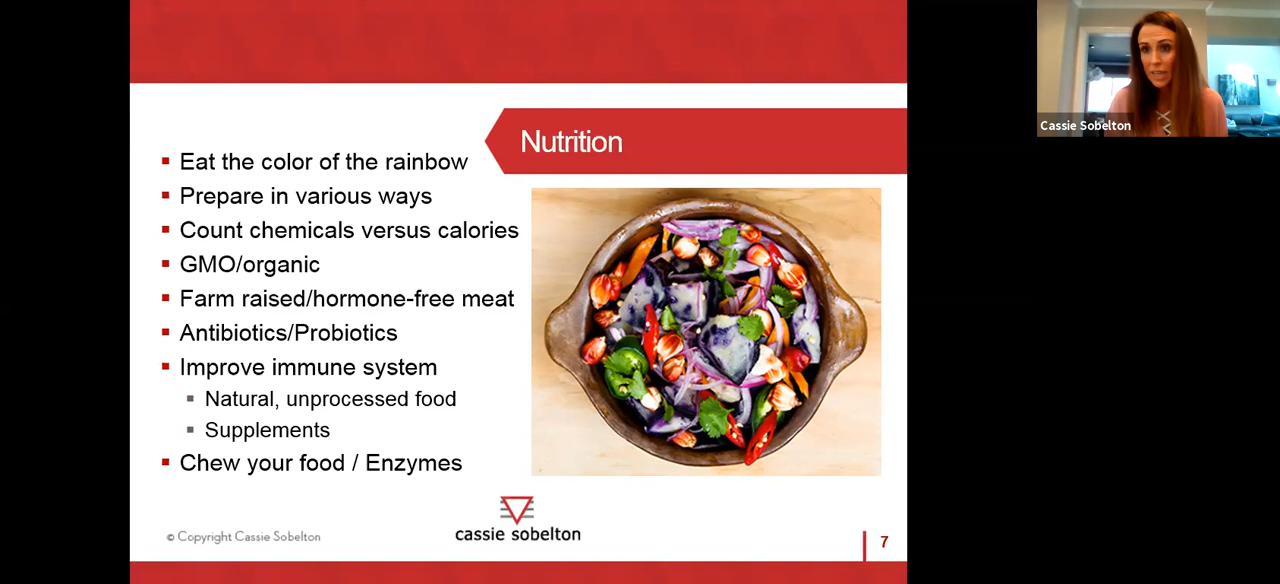 Nutrition
Eat the color of the rainbow
Prepare in various ways
Count chemicals versus calories
GMO/organic
Farm raised/hormone-free meat
Antibiotics/Probiotics
Improve immune system
Natural, unprocessed food
Supplements
Chew your food / Enzymes
cassie sobelton
© Copyright Cassie Sobelton
7
Cassie Sobelton